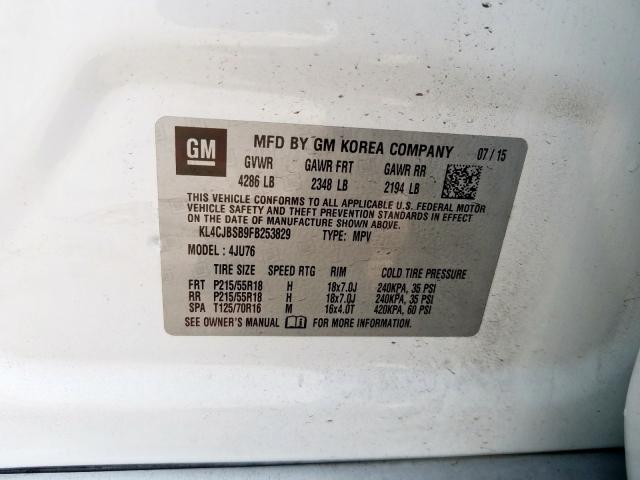 GM MFD BY GM KOREA COMPANY 07 / 15
GVWR GAWR FRT GAWR RR
4286 LB 2348 LB 2194 LB
THIS VEHICLE CONFORMS TO ALL APPLICABLE U.S. FEDERAL MOTOR
VEHICLE SAFETY AND THEFT PREVENTION STANDARDS IN EFFECT ON
THE DATE OF MANUFACTURE SHOWN ABOVE.
KL4CJBSB9FB253829 TYPE: MPV
MODEL : 4JU76
TIRE SIZE SPEED RTG RIM COLD TIRE PRESSURE
FRT P215/55R18 H 18x7.0J 240KPA, 35 PSI
RR P215/55R18 H 18x7.0J 240KPA, 35 PSI
SPA T125/70R16 M 16x4.0T 420KPA, 60 PSI
SEE OWNER'S MANUAL FOR MORE INFORMATION.